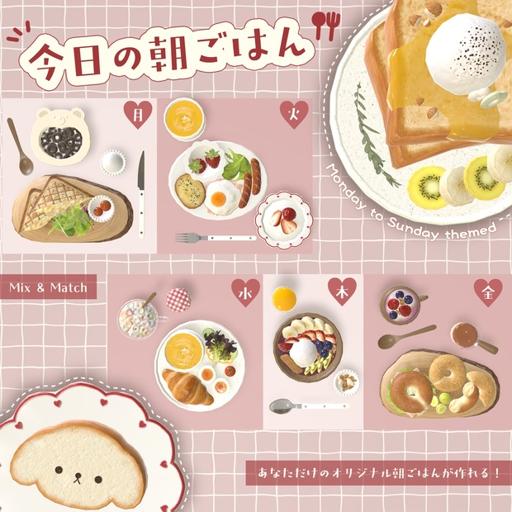 今日の朝ごはん
月
火
Monday to Sunday themed
Mix & Match
水
木
金
あなただけのオリジナル朝ごはんが作れる！